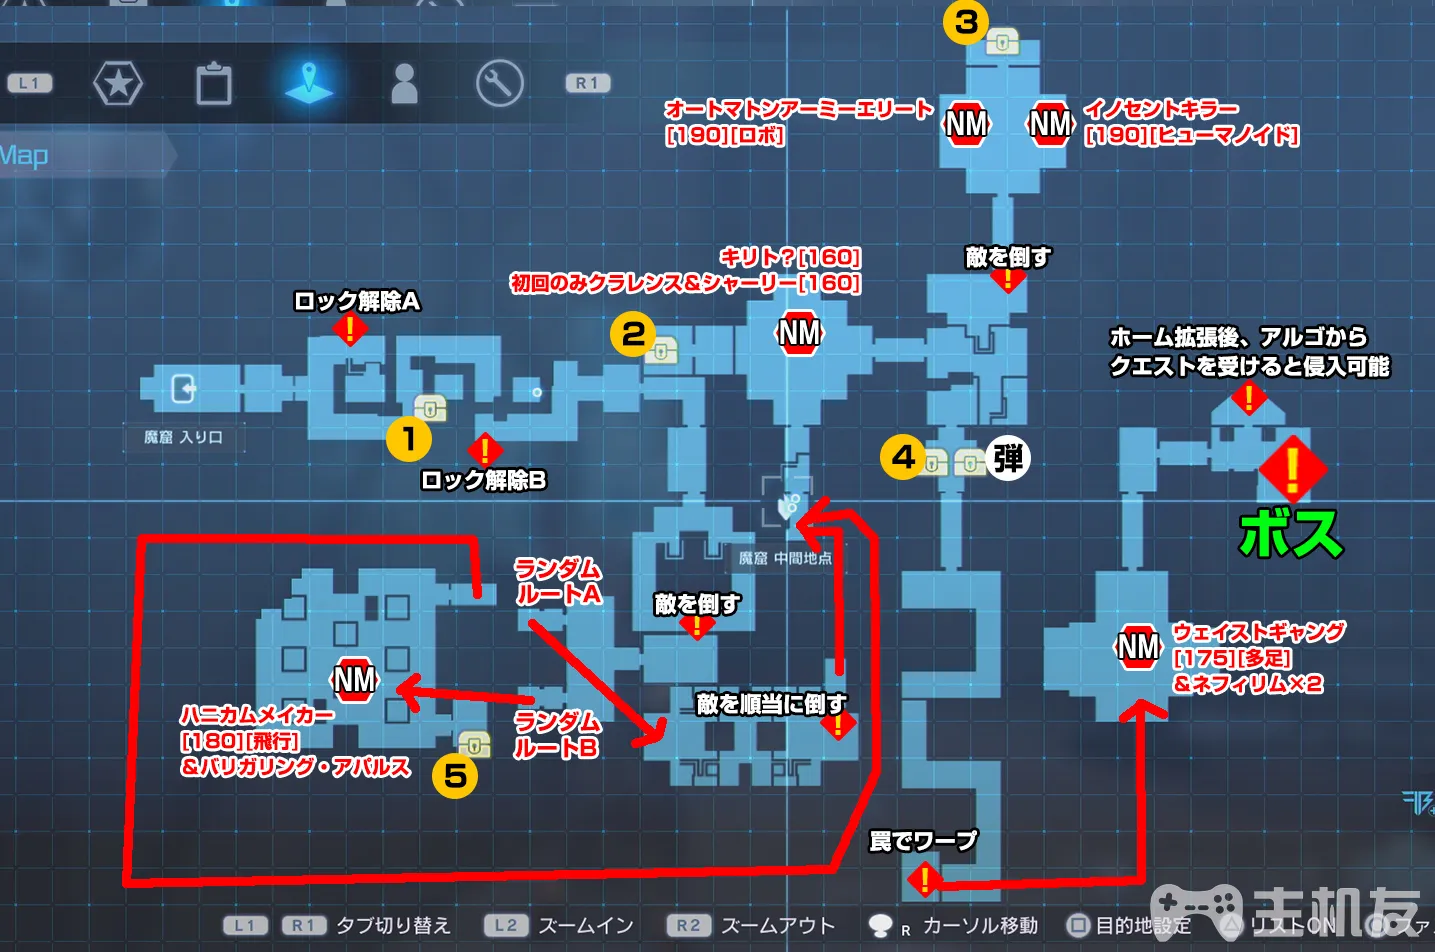 L1
R1
Map
3
オートマトンアーミーエリート
[190][ロボ]
NM
NM
イノセントキラー
[190][ヒューマノイド]
敵を倒す
!
キリト？[160]
初回のみクラレンス&シャーリー[160]
NM
ロック解除A
!
2
ホーム拡張後、アルゴから
クエストを受けると侵入可能
!
魔窟 入り口
1
!
ロック解除B
4
弾
!
ボス
魔窟 中間地点
ランダム
ルートA
敵を倒す
!
NM
ウェイストギャング
[175][多足]
&ネフィリム×2
NM
ハニカムメイカー
[180][飛行]
&バリガリング・アパルス
ランダム
ルートB
敵を順当に倒す
!
5
罠でワープ
!
L1 R1 タブ切り替え L2 ズームイン R2 ズームアウト R カーソル移動 目的地設定 リストON ファ
主机友